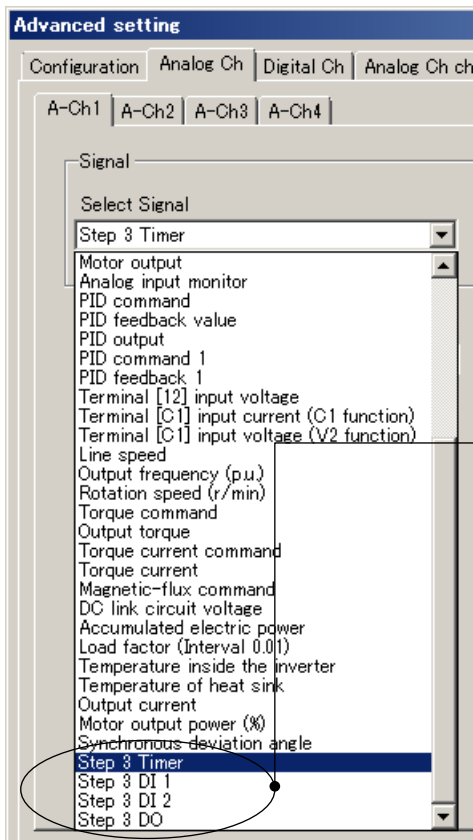 Advanced setting
Configuration Analog Ch Digital Ch Analog Ch ch
A-Ch1 A-Ch2 A-Ch3 A-Ch4
Signal
Select Signal
Step 3 Timer
Motor output
Analog input monitor
PID command
PID feedback value
PID output
PID command 1
PID feedback 1
Terminal [12] input voltage
Terminal [C1] input current (C1 function)
Terminal [C1] input voltage (V2 function)
Line speed
Output frequency (p.u.)
Rotation speed (r/min)
Torque command
Output torque
Torque current command
Torque current
Magnetic-flux command
DC link circuit voltage
Accumulated electric power
Load factor (Interval 0.01)
Temperature inside the inverter
Temperature of heat sink
Output current
Motor output power (%)
Synchronous deviation angle
Step 3 Timer
Step 3 DI 1
Step 3 DI 2
Step 3 DO